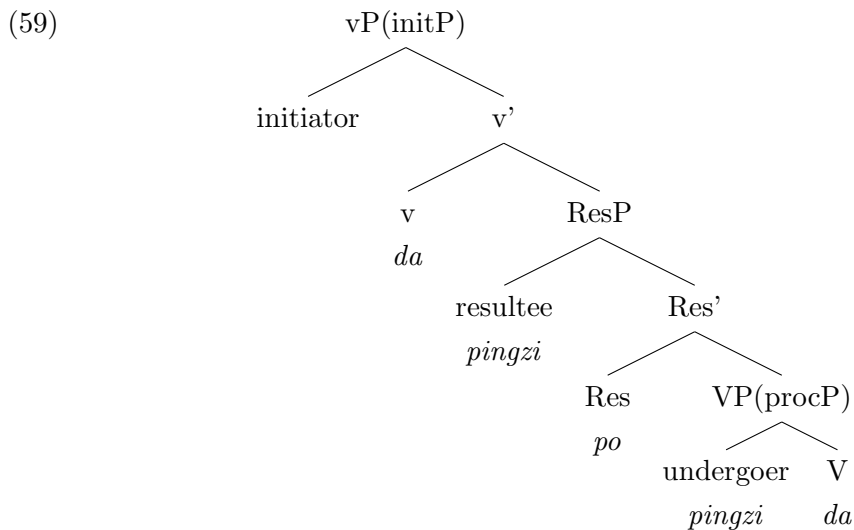 (59) vP(initP)
initiator v’
v ResP
da
resultee Res’
pingzi
Res VP(procP)
po
undergoer V
pingzi da